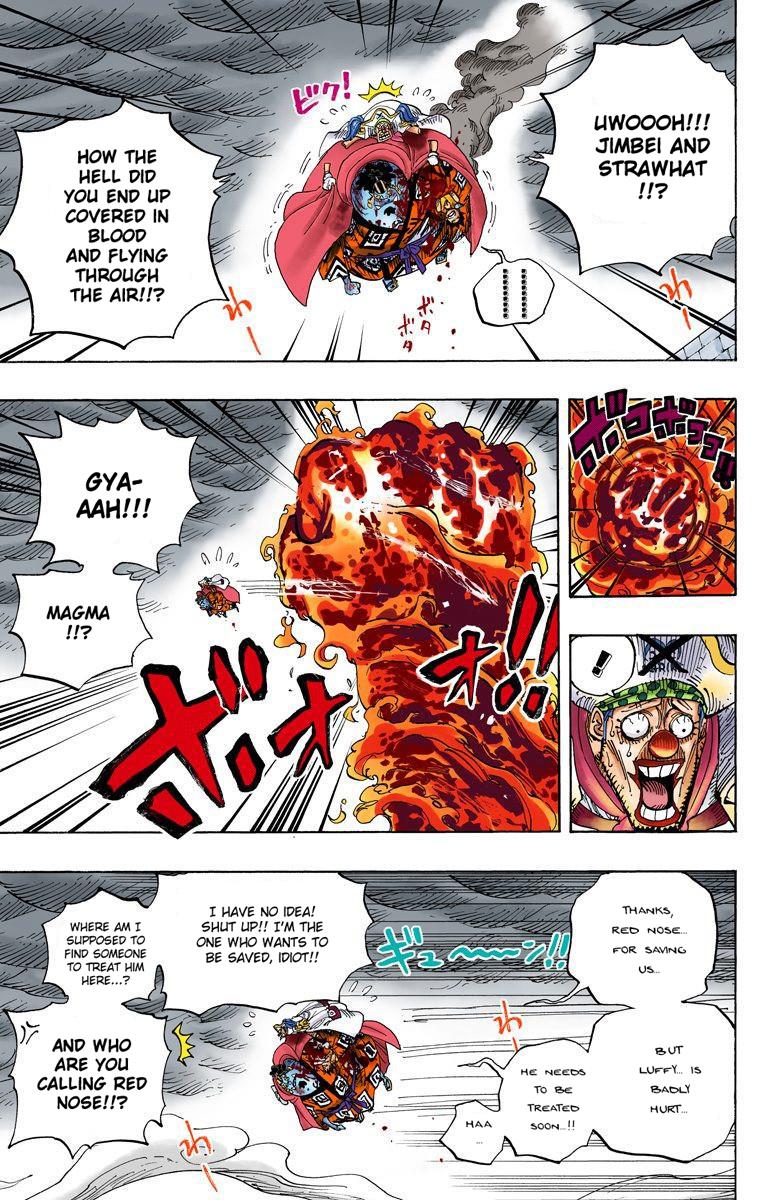 UWOOOH!!!
JIMBEI AND
STRAWHAT
!!?
ビク!
HOW THE
HELL DID
YOU END UP
COVERED IN
BLOOD
AND FLYING
THROUGH
THE AIR!!?
ボタ
ボタ
わー
わー
ボコボゴゴ!!
GYA-
AAH!!!
MAGMA
!!?
ボオオオ!!
!
THANKS,
RED NOSE...
FOR SAVING
US...
BUT
LUFFY... IS
BADLY
HURT...
HE NEEDS
TO BE
TREATED
SOON...!!
HAA
...
ギュ〜〜ン!!
I HAVE NO IDEA!
SHUT UP!! I'M THE
ONE WHO WANTS TO
BE SAVED, IDIOT!!
WHERE AM I
SUPPOSED TO
FIND SOMEONE
TO TREAT HIM
HERE...?
AND WHO
ARE YOU
CALLING RED
NOSE!!?
わー
わー